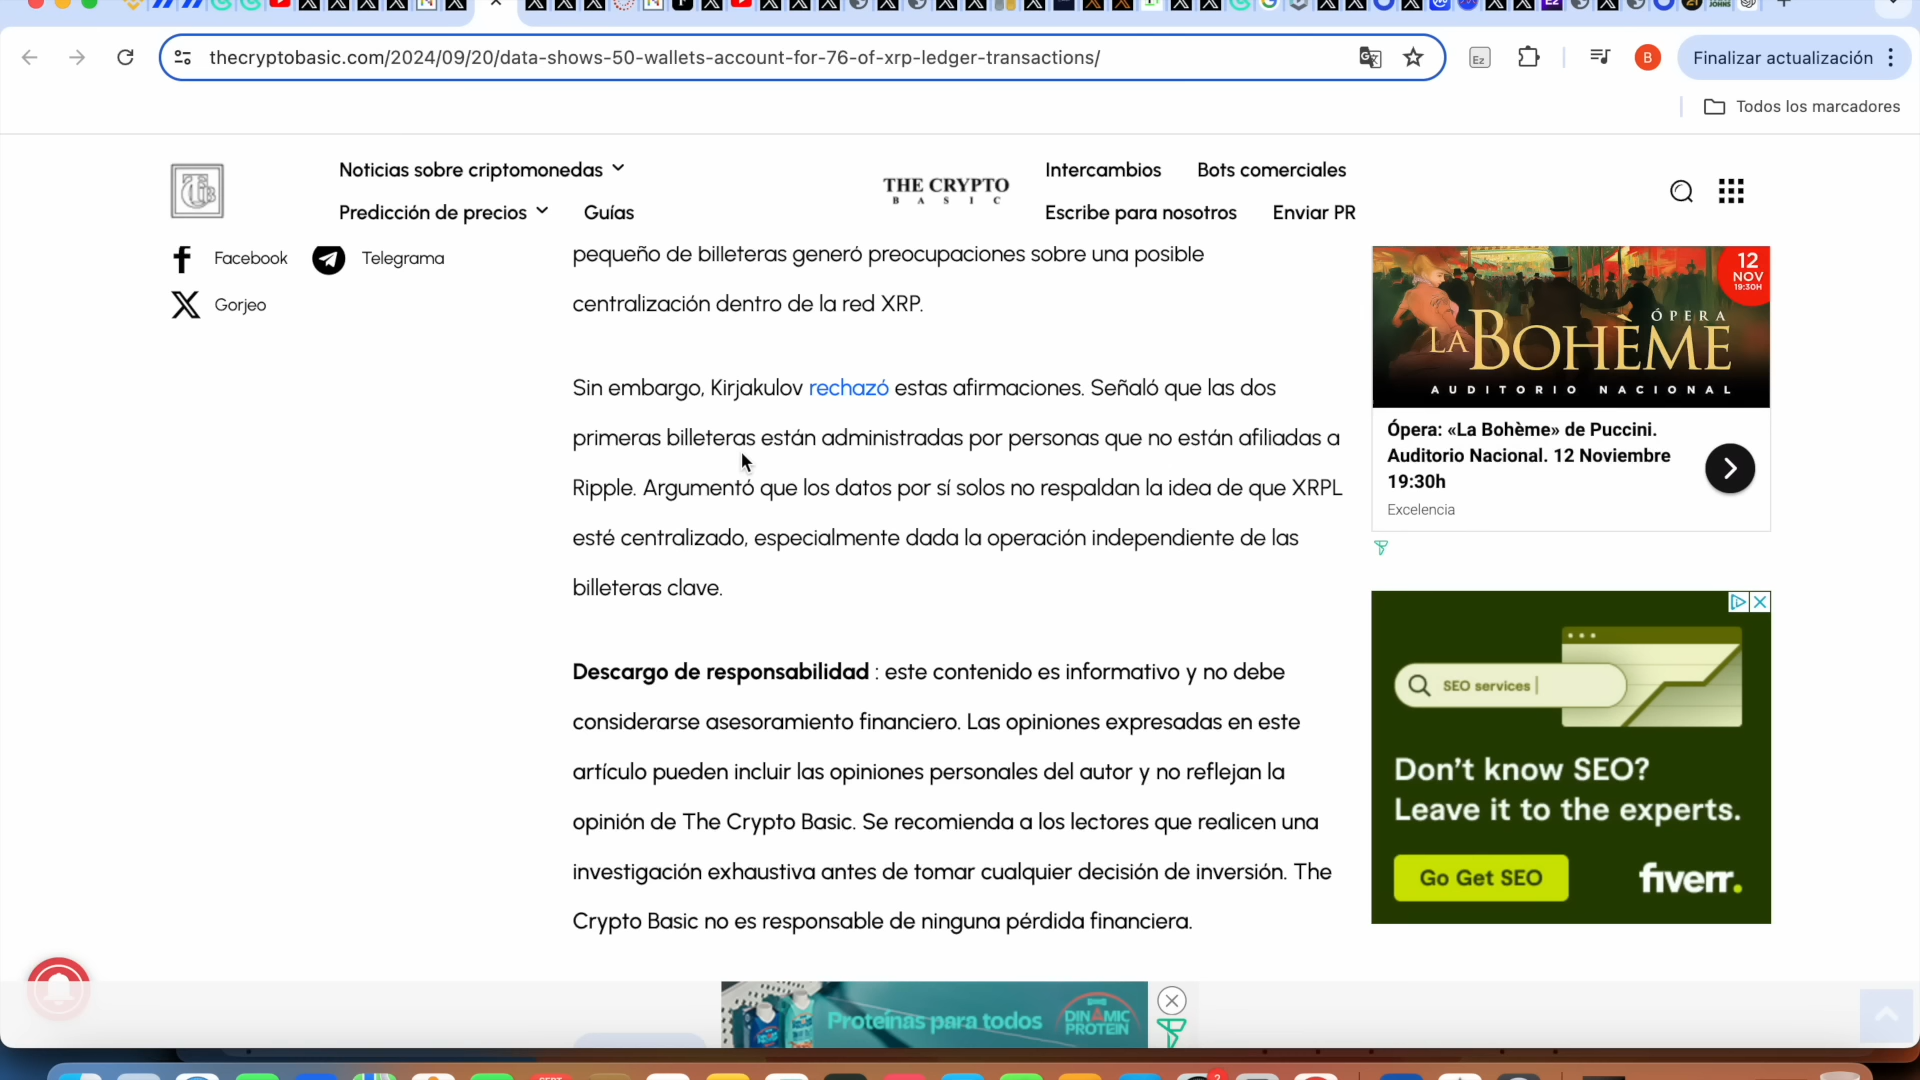 thecryptobasic.com/2024/09/20/data-shows-50-wallets-account-for-76-of-xrp-ledger-transactions/
Ez
B
Finalizar actualización
Todos los marcadores
Noticias sobre criptomonedas
Predicción de precios
Guías
THE CRYPTO
BASIC
Intercambios
Bots comerciales
Escribe para nosotros
Enviar PR
Facebook
Telegrama
Gorjeo
pequeño de billeteras generó preocupaciones sobre una posible
centralización dentro de la red XRP.
Sin embargo, Kirjakulov rechazó estas afirmaciones. Señaló que las dos
primeras billeteras están administradas por personas que no están afiliadas a
Ripple. Argumentó que los datos por sí solos no respaldan la idea de que XRPL
esté centralizado, especialmente dada la operación independiente de las
billeteras clave.
Descargo de responsabilidad : este contenido es informativo y no debe
considerarse asesoramiento financiero. Las opiniones expresadas en este
artículo pueden incluir las opiniones personales del autor y no reflejan la
opinión de The Crypto Basic. Se recomienda a los lectores que realicen una
investigación exhaustiva antes de tomar cualquier decisión de inversión. The
Crypto Basic no es responsable de ninguna pérdida financiera.
12
NOV
19:30H
ÓPERA
LA BOHÈME
AUDITORIO NACIONAL
Ópera: «La Bohème» de Puccini.
Auditorio Nacional. 12 Noviembre
19:30h
Excelencia
SEO services
Don't know SEO?
Leave it to the experts.
Go Get SEO
fiverr.
Proteínas para todos
DINAMIC
PROTEIN
SEPT
2